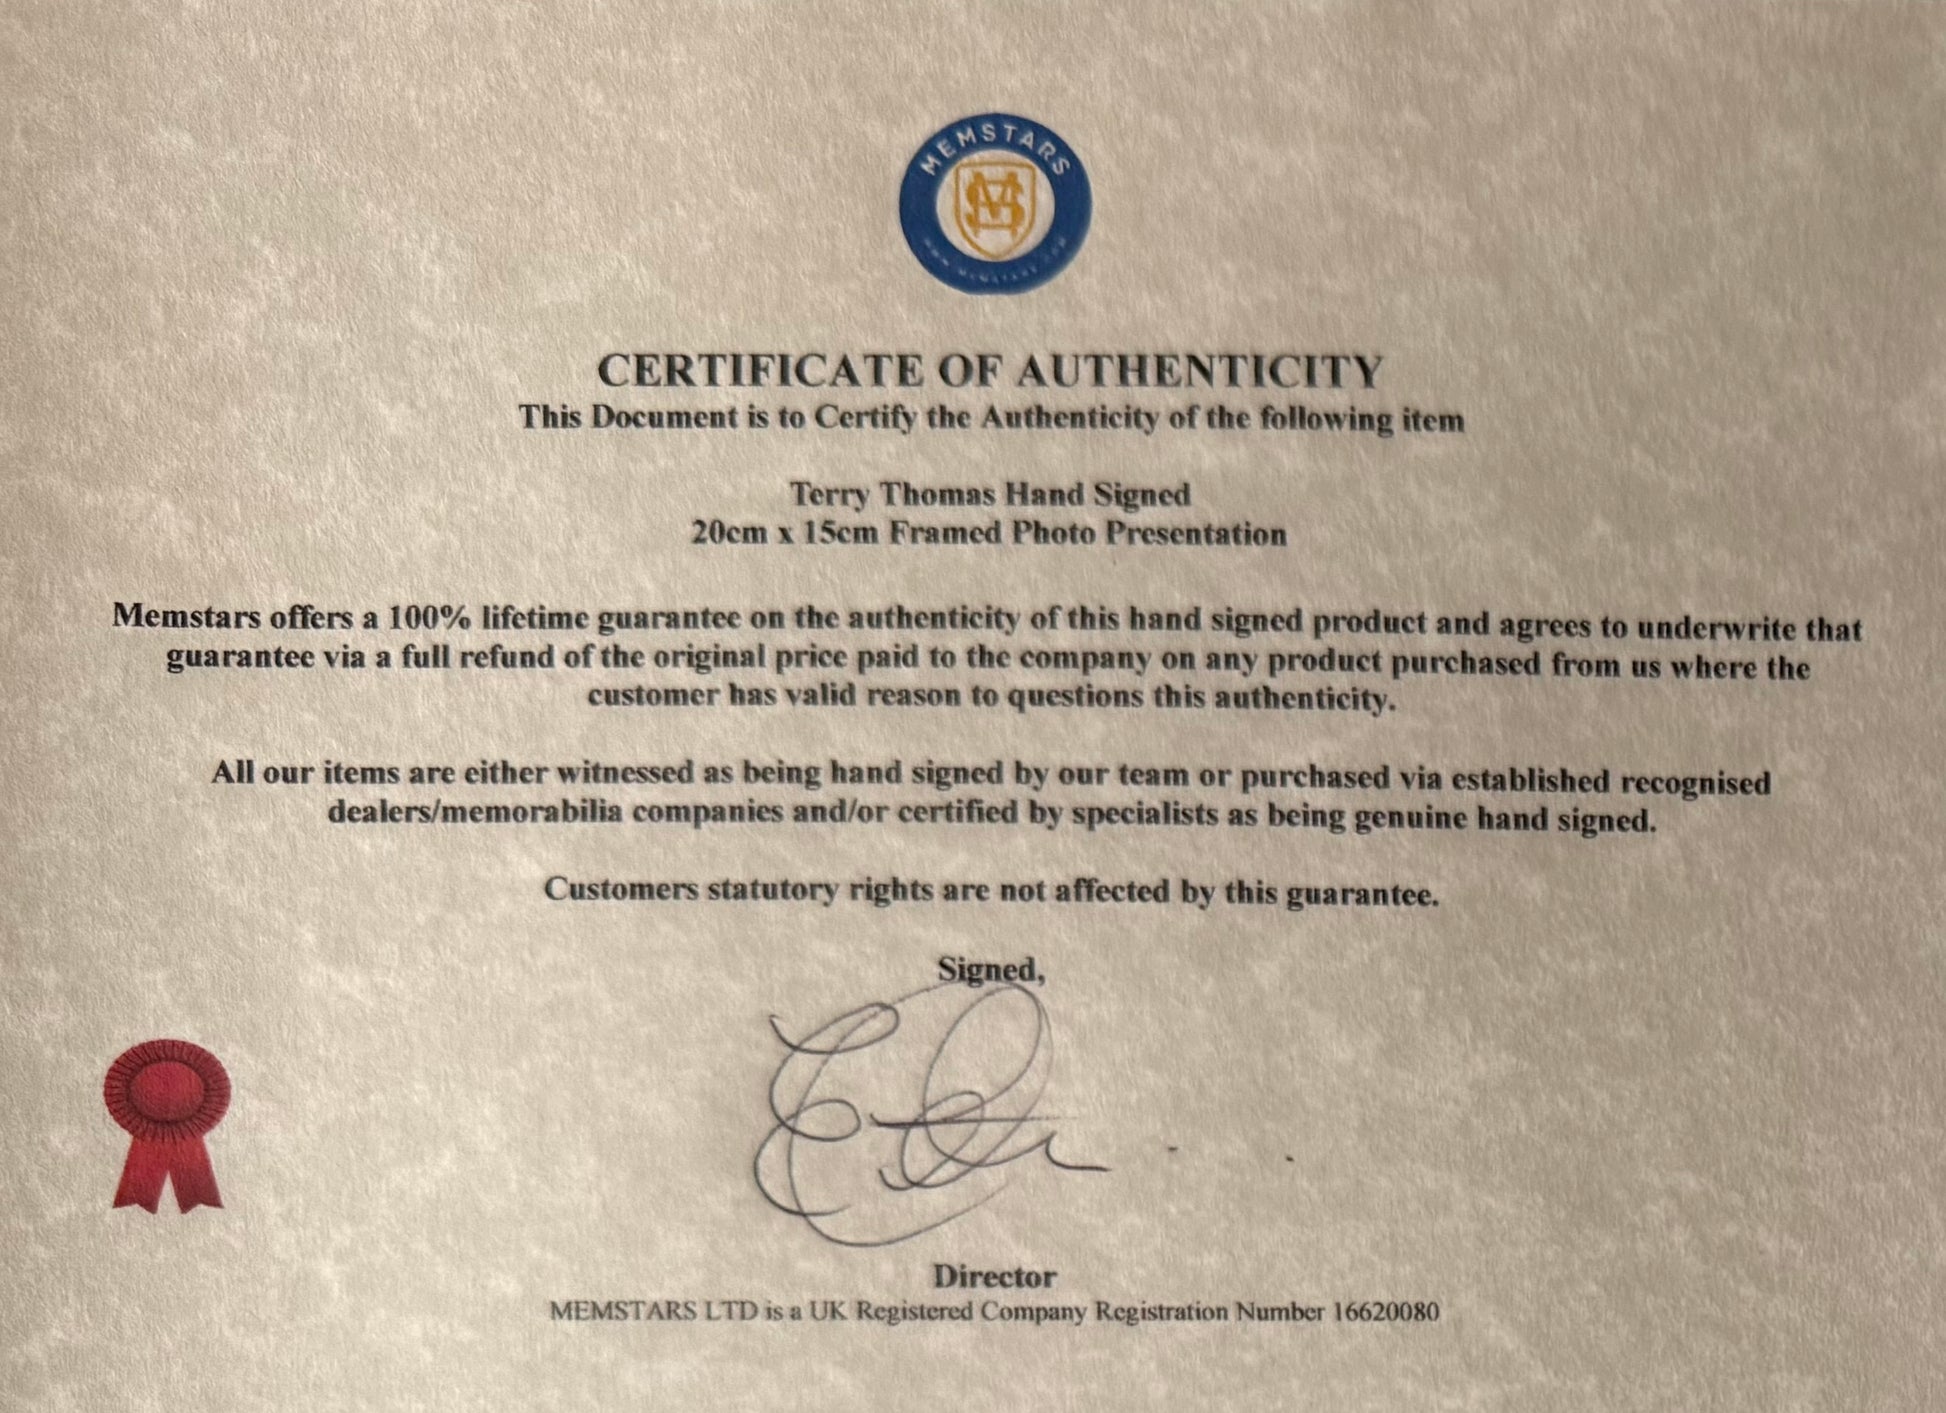 MEMSTARS
CERTIFICATE OF AUTHENTICITY
This Document is to Certify the Authenticity of the following item
Terry Thomas Hand Signed
20cm x 15cm Framed Photo Presentation
Memstars offers a 100% lifetime guarantee on the authenticity of this hand signed product and agrees to underwrite that
guarantee via a full refund of the original price paid to the company on any product purchased from us where the
customer has valid reason to questions this authenticity.
All our items are either witnessed as being hand signed by our team or purchased via established recognised
dealers/memorabilia companies and/or certified by specialists as being genuine hand signed.
Customers statutory rights are not affected by this guarantee.
Signed,
Director
MEMSTARS LTD is a UK Registered Company Registration Number 16620080